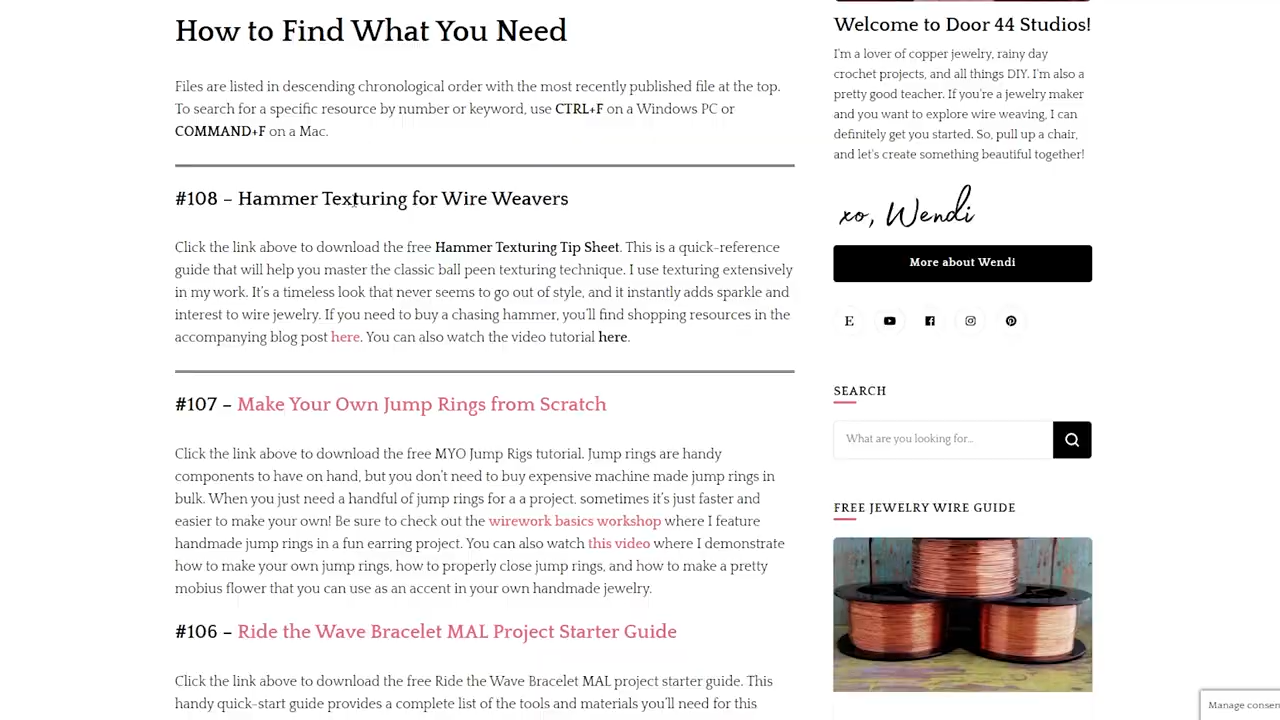 How to Find What You Need
Files are listed in descending chronological order with the most recently published file at the top.
To search for a specific resource by number or keyword, use CTRL+F on a Windows PC or
COMMAND+F on a Mac.
#108 – Hammer Texturing for Wire Weavers
Click the link above to download the free Hammer Texturing Tip Sheet. This is a quick-reference
guide that will help you master the classic ball peen texturing technique. I use texturing extensively
in my work. It's a timeless look that never seems to go out of style, and it instantly adds sparkle and
interest to wire jewelry. If you need to buy a chasing hammer, you'll find shopping resources in the
accompanying blog post here. You can also watch the video tutorial here.
#107 – Make Your Own Jump Rings from Scratch
Click the link above to download the free MYO Jump Rigs tutorial. Jump rings are handy
components to have on hand, but you don't need to buy expensive machine made jump rings in
bulk. When you just need a handful of jump rings for a a project, sometimes it's just faster and
easier to make your own! Be sure to check out the wirework basics workshop where I feature
handmade jump rings in a fun earring project. You can also watch this video where I demonstrate
how to make your own jump rings, how to properly close jump rings, and how to make a pretty
mobius flower that you can use as an accent in your own handmade jewelry.
#106 – Ride the Wave Bracelet MAL Project Starter Guide
Click the link above to download the free Ride the Wave Bracelet MAL project starter guide. This
handy quick-start guide provides a complete list of the tools and materials you'll need for this
Welcome to Door 44 Studios!
I'm a lover of copper jewelry, rainy day
crochet projects, and all things DIY. I'm also a
pretty good teacher. If you're a jewelry maker
and you want to explore wire weaving, I can
definitely get you started. So, pull up a chair,
and let's create something beautiful together!
xo, Wendi
More about Wendi
E
SEARCH
What are you looking for...
FREE JEWELRY WIRE GUIDE
Manage consen